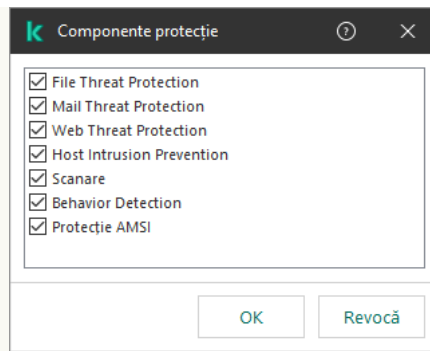 Componente protecție
File Threat Protection
Mail Threat Protection
Web Threat Protection
Host Intrusion Prevention
Scanare
Behavior Detection
Protecție AMSI
OK Revocă